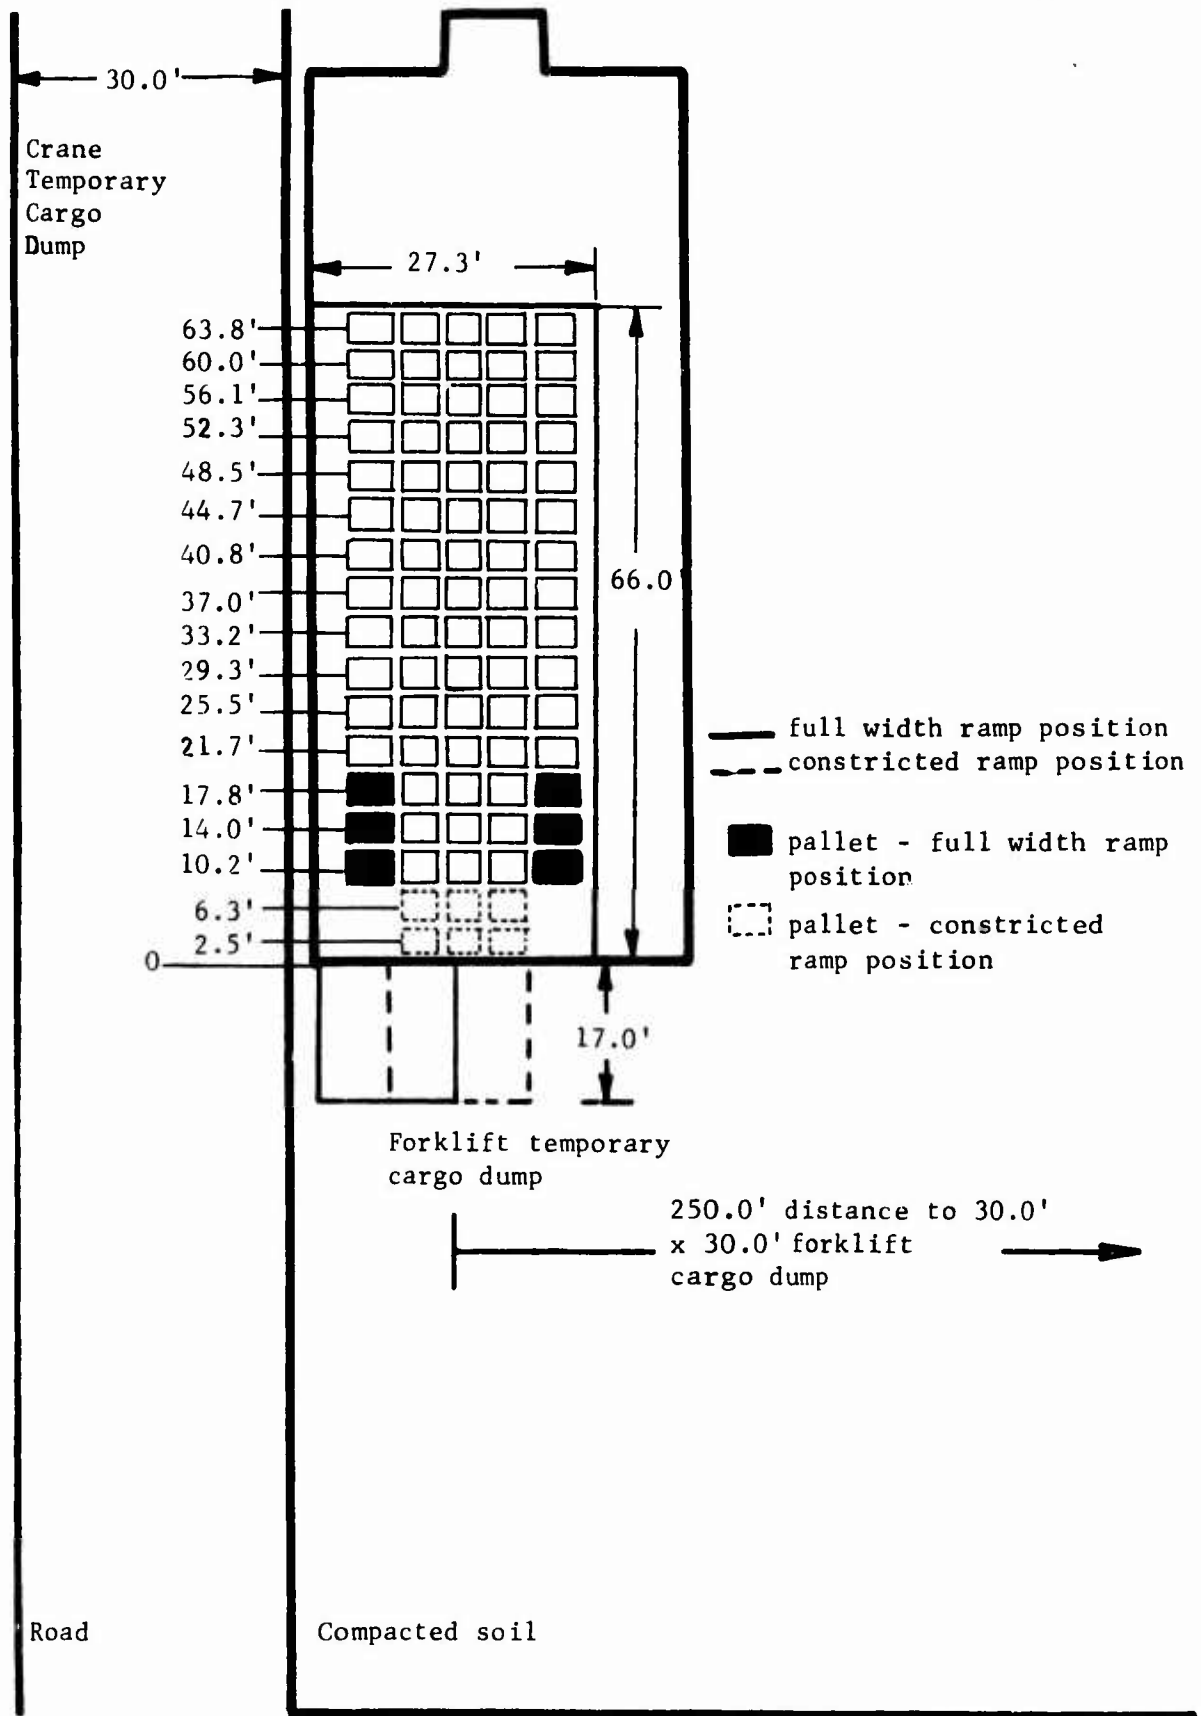 30.0'
Crane
Temporary
Cargo
Dump
27.3'
63.8'
60.0'
56.1'
52.3'
48.5'
44.7'
40.8'
37.0'
33.2'
29.3'
25.5'
21.7'
17.8'
14.0'
10.2'
6.3'
2.5'
0
66.0
full width ramp position
constricted ramp position
pallet - full width ramp
position
pallet - constricted
ramp position
17.0'
Forklift temporary
cargo dump
250.0' distance to 30.0'
x 30.0' forklift
cargo dump
Road
Compacted soil